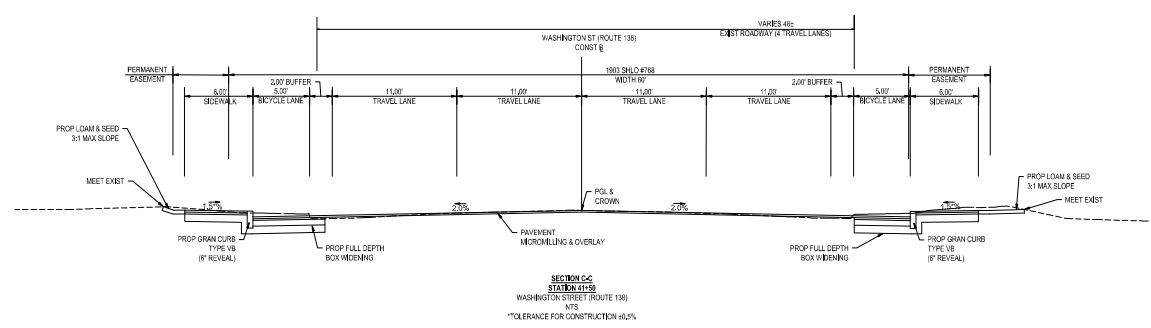 VARIES 46±
EXIST ROADWAY (4 TRAVEL LANES)
WASHINGTON ST (ROUTE 138)
CONST ℄
PERMANENT
EASEMENT
1903 SHLO #768
WIDTH 60'
PERMANENT
EASEMENT
6.00'
SIDEWALK
5.00'
BICYCLE LANE
2.00' BUFFER
11.00'
TRAVEL LANE
11.00'
TRAVEL LANE
11.00'
TRAVEL LANE
11.00'
TRAVEL LANE
2.00' BUFFER
5.00'
BICYCLE LANE
6.00'
SIDEWALK
PROP LOAM & SEED
3:1 MAX SLOPE
MEET EXIST
1.5*%
2.0%
PGL &
CROWN
2.0%
1.5*%
PROP LOAM & SEED
3:1 MAX SLOPE
MEET EXIST
PROP GRAN CURB
TYPE VB
(6" REVEAL)
PROP FULL DEPTH
BOX WIDENING
PAVEMENT
MICROMILLING & OVERLAY
PROP FULL DEPTH
BOX WIDENING
PROP GRAN CURB
TYPE VB
(6" REVEAL)
SECTION C-C
STATION 41+50
WASHINGTON STREET (ROUTE 138)
NTS
*TOLERANCE FOR CONSTRUCTION ±0.5%